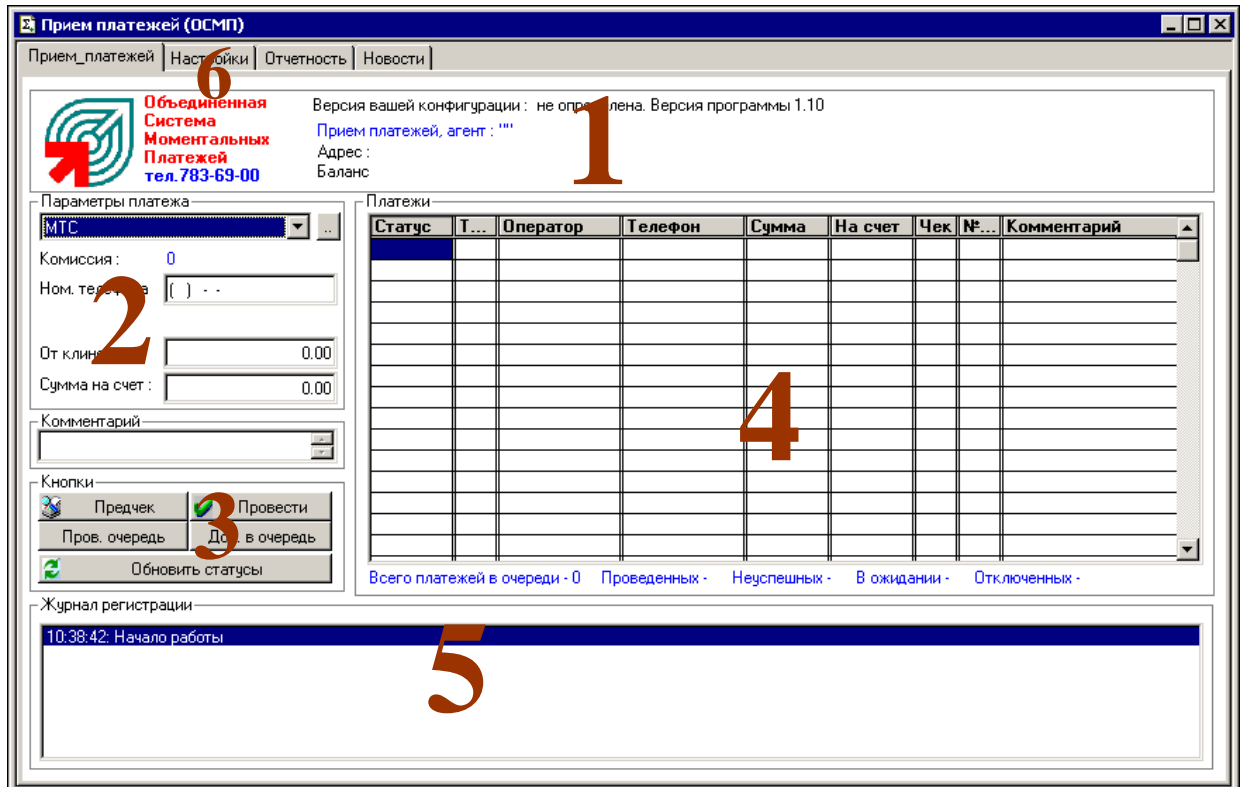 Прием платежей (ОСМП)
Прием_платежей Настройки Отчетность Новости
6
Объединенная
Система
Моментальных
Платежей
тел.783-69-00
Версия вашей конфигурации : не определена. Версия программы 1.10
Прием платежей, агент : ""
Адрес :
Баланс
1
Параметры платежа
МТС
..
Комиссия : 0
Ном. телефона ( ) - -
2
От 0.00
Сумма на счет : 0.00
Комментарий
Кнопки
Предчек Провести
Пров. очередь Доб. в очередь
3
Обновить статусы
Платежи
Статус Т... Оператор Телефон Сумма На счет Чек №... Комментарий
4
Всего платежей в очереди - 0 Проведенных - Неуспешных - В ожидании - Отключенных -
Журнал регистрации
10:38:42: Начало работы
5